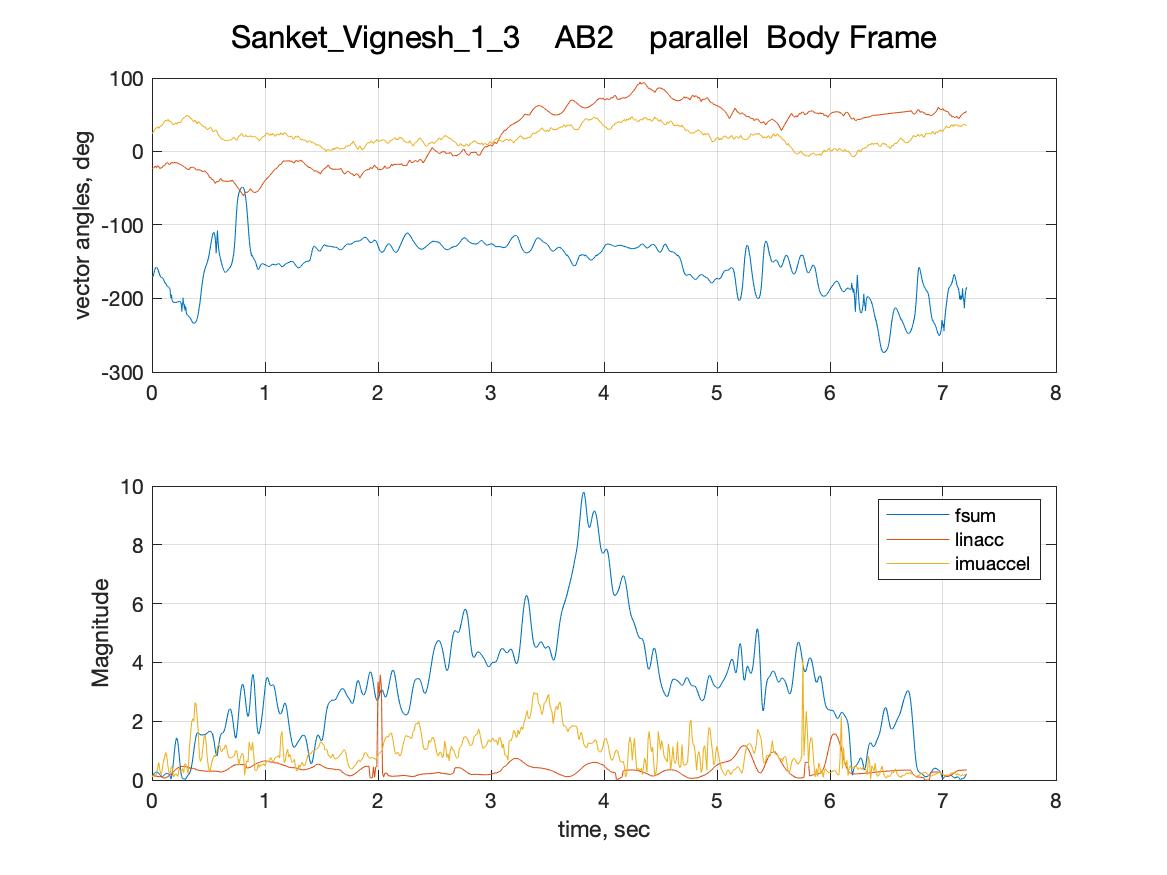 Sanket_Vignesh_1_3 AB2 parallel Body Frame
100
0
-100
-200
-300
vector angles, deg
0 1 2 3 4 5 6 7 8
10
8
6
4
2
0
Magnitude
fsum
linacc
imuaccel
0 1 2 3 4 5 6 7 8
time, sec